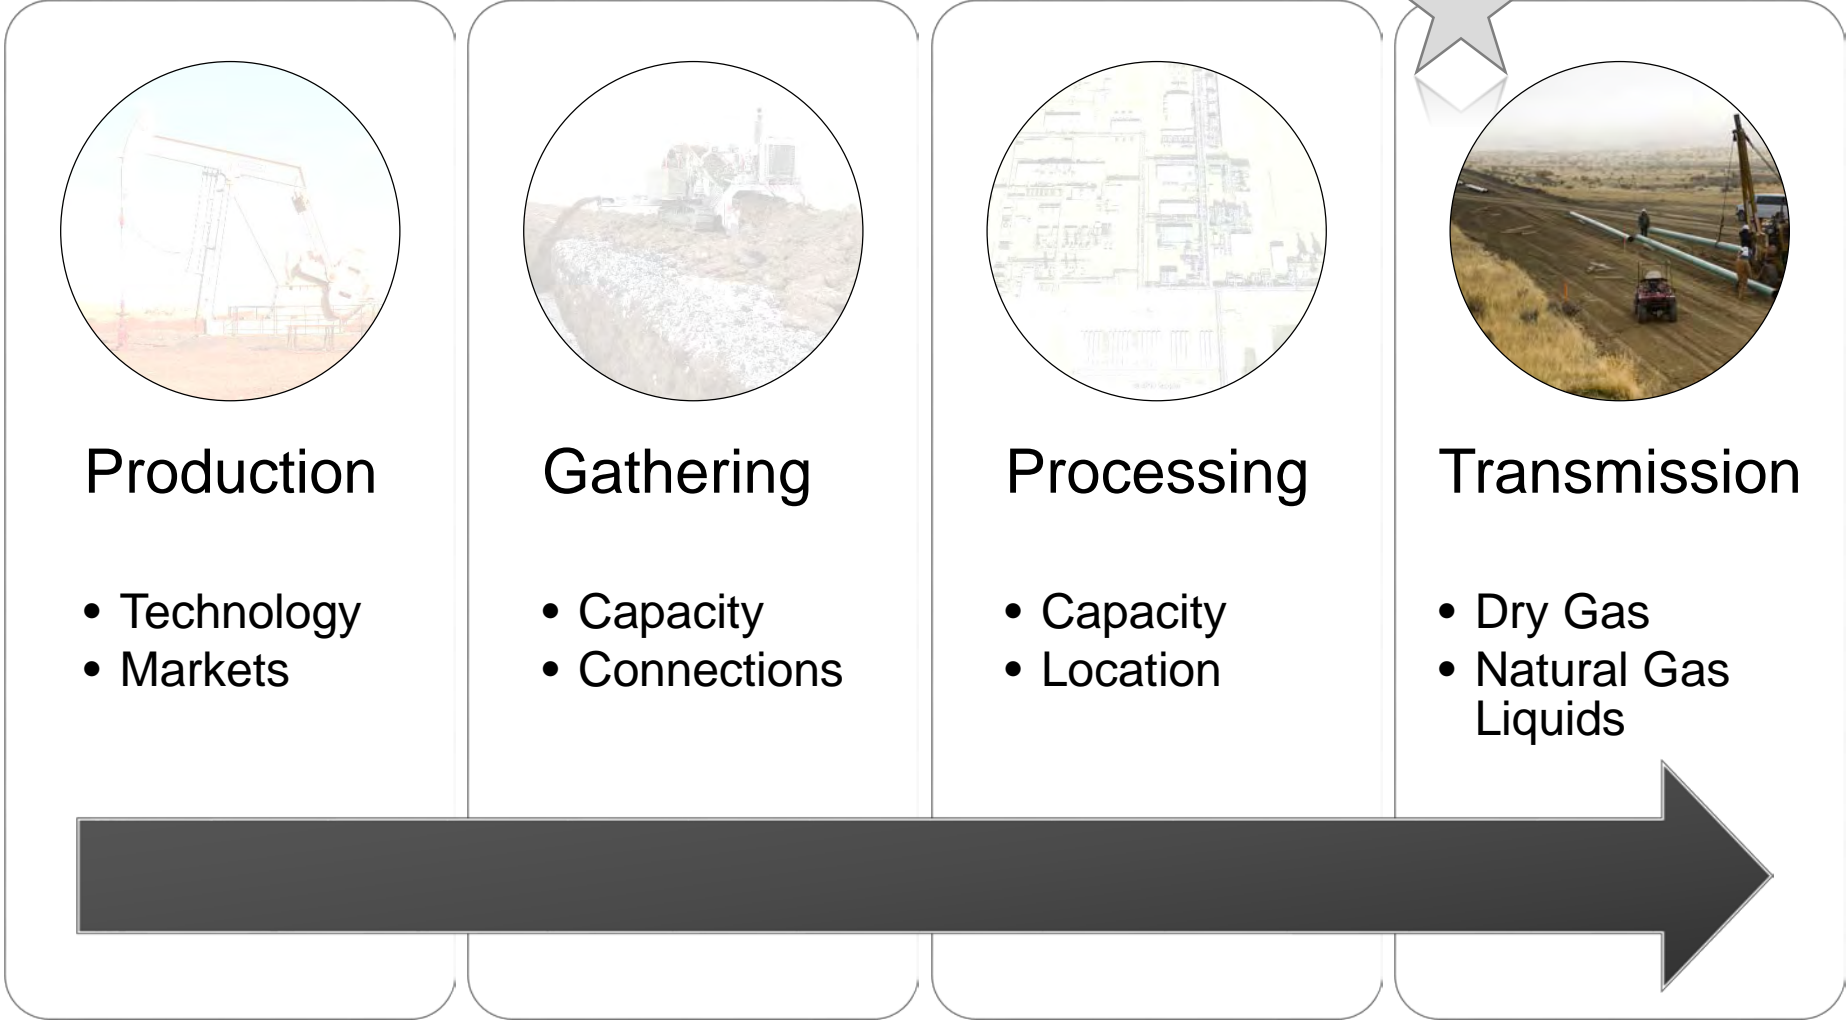 Production
• Technology
• Markets
Gathering
• Capacity
• Connections
Processing
• Capacity
• Location
Transmission
• Dry Gas
• Natural Gas
Liquids